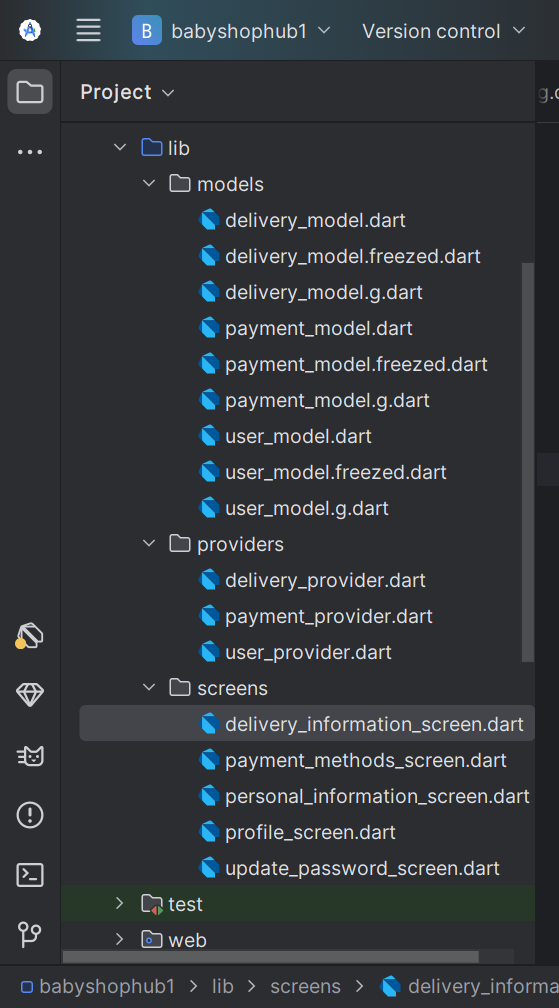 B babyshophub1 Version control
Project
g.d
lib
models
delivery_model.dart
delivery_model.freezed.dart
delivery_model.g.dart
payment_model.dart
payment_model.freezed.dart
payment_model.g.dart
user_model.dart
user_model.freezed.dart
user_model.g.dart
providers
delivery_provider.dart
payment_provider.dart
user_provider.dart
screens
delivery_information_screen.dart
payment_methods_screen.dart
personal_information_screen.dart
profile_screen.dart
update_password_screen.dart
test
web
babyshophub1 > lib > screens > delivery_informa